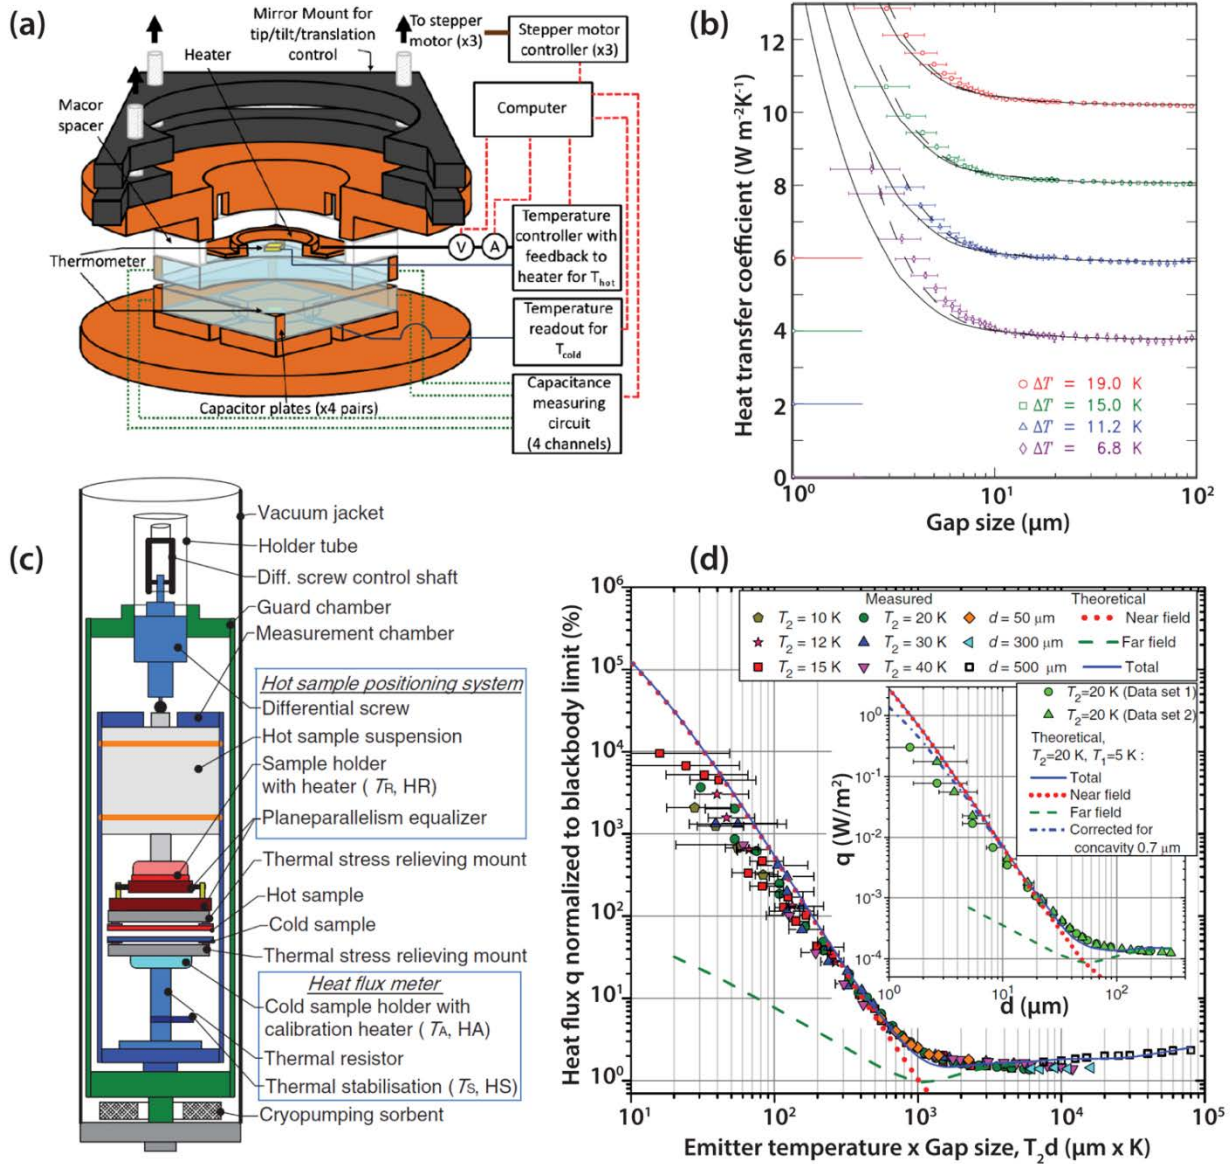 (a)
Mirror Mount for
tip/tilt/translation
control
To stepper
motor (x3)
Stepper motor
controller (x3)
Heater
Computer
Macor
spacer
Thermometer
V
A
Temperature
controller with
feedback to
heater for T_hot
Temperature
readout for
T_cold
Capacitance
measuring
circuit
(4 channels)
Capacitor plates (x4 pairs)
(b)
Heat transfer coefficient (W m⁻²K⁻¹)
12
10
8
6
4
2
0
ΔT = 19.0 K
ΔT = 15.0 K
ΔT = 11.2 K
ΔT = 6.8 K
10⁰
10¹
10²
Gap size (μm)
(c)
Vacuum jacket
Holder tube
Diff. screw control shaft
Guard chamber
Measurement chamber
Hot sample positioning system
Differential screw
Hot sample suspension
Sample holder
with heater ( T_R, HR)
Planeparallelism equalizer
Thermal stress relieving mount
Hot sample
Cold sample
Thermal stress relieving mount
Heat flux meter
Cold sample holder with
calibration heater ( T_A, HA)
Thermal resistor
Thermal stabilisation ( T_S, HS)
Cryopumping sorbent
(d)
Heat flux q normalized to blackbody limit (%)
10⁶
10⁵
10⁴
10³
10²
10¹
10⁰
Measured
T₂ = 10 K
T₂ = 12 K
T₂ = 15 K
T₂ = 20 K
T₂ = 30 K
T₂ = 40 K
d = 50 μm
d = 300 μm
d = 500 μm
Theoretical
Near field
Far field
Total
T₂=20 K (Data set 1)
T₂=20 K (Data set 2)
Theoretical,
T₂=20 K, T₁=5 K :
Total
Near field
Far field
Corrected for
concavity 0.7 μm
q (W/m²)
10⁰
10⁻¹
10⁻²
10⁻³
10⁻⁴
10⁰
10¹
10²
d (μm)
10¹
10²
10³
10⁴
10⁵
Emitter temperature x Gap size, T₂d (μm x K)